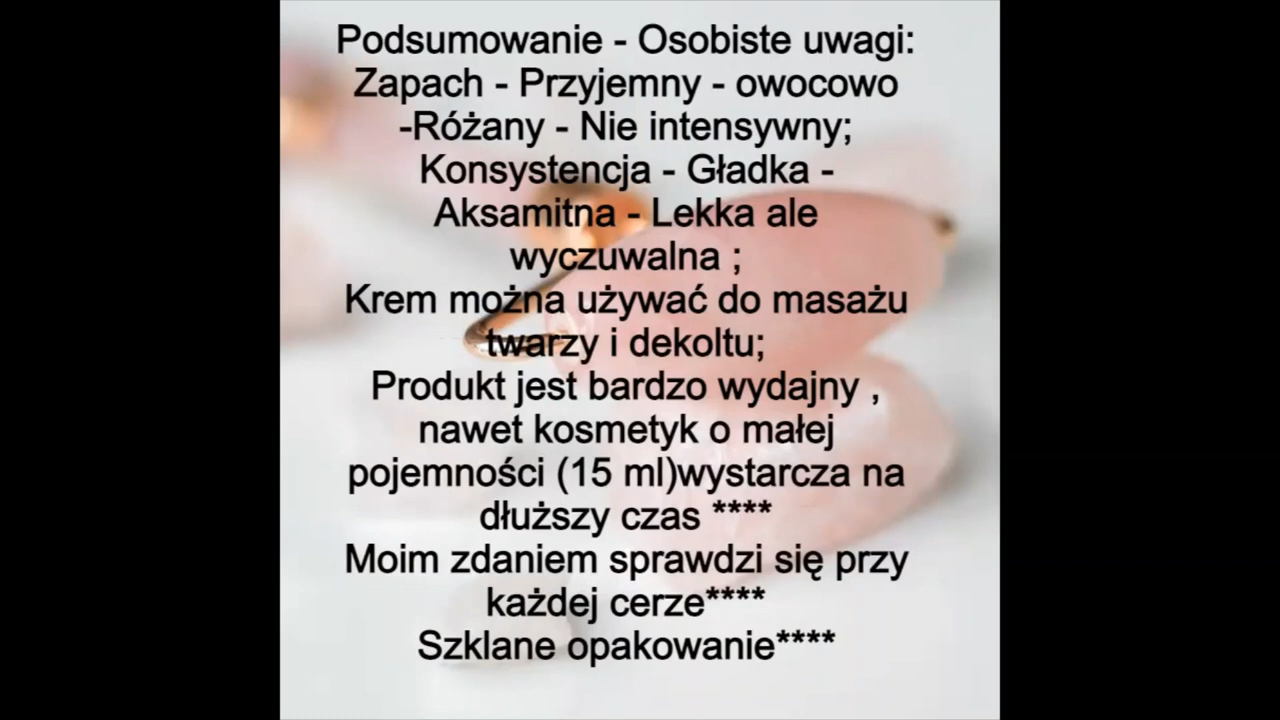 Podsumowanie - Osobiste uwagi:
Zapach - Przyjemny - owocowo
-Różany - Nie intensywny;
Konsystencja - Gładka -
Aksamitna - Lekka ale
wyczuwalna ;
Krem można używać do masażu
twarzy i dekoltu;
Produkt jest bardzo wydajny ,
nawet kosmetyk o małej
pojemności (15 ml)wystarcza na
dłuższy czas ****
Moim zdaniem sprawdzi się przy
każdej cerze****
Szklane opakowanie****